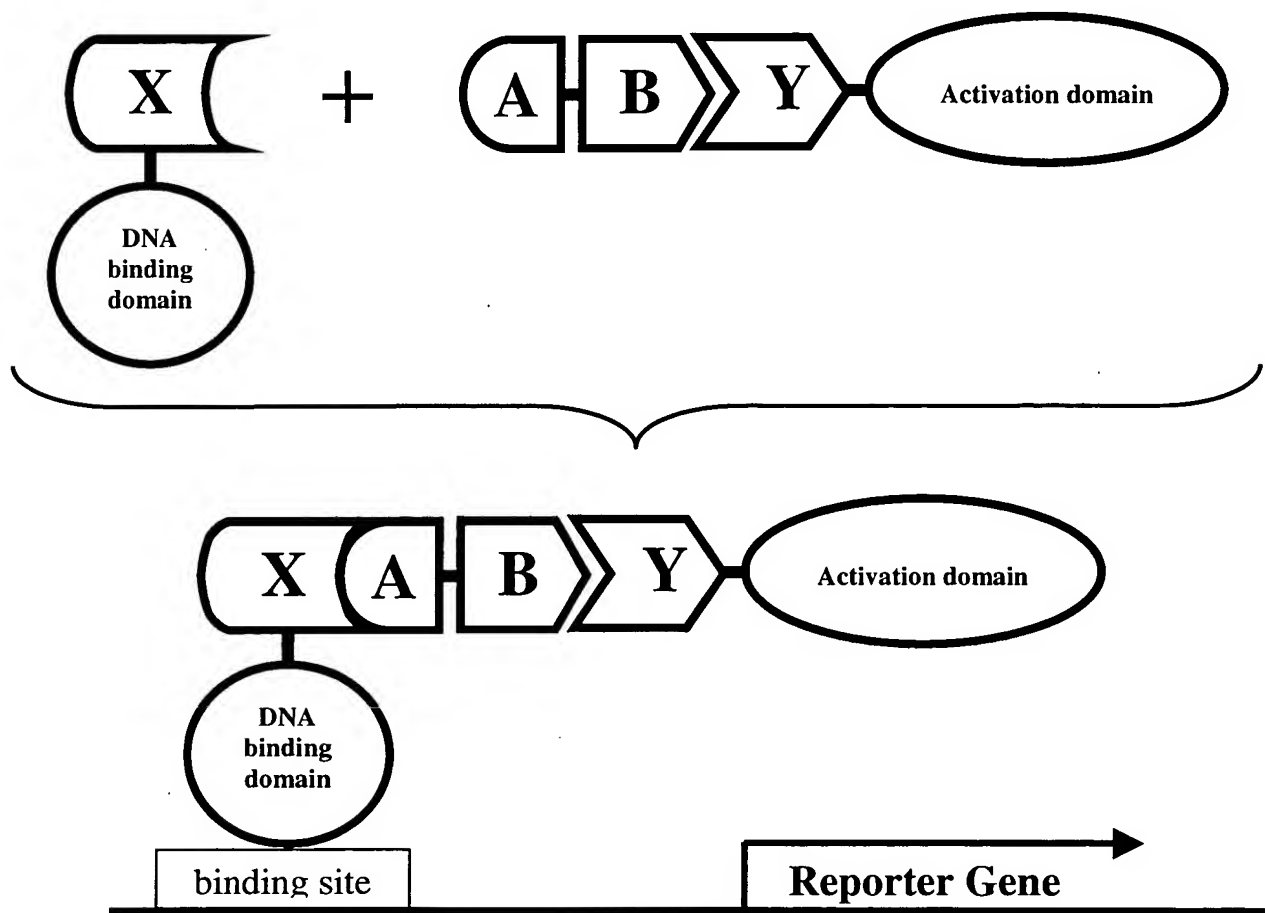 X + A B Y Activation domain
DNA
binding
domain
X A B Y Activation domain
DNA
binding
domain
binding site
Reporter Gene